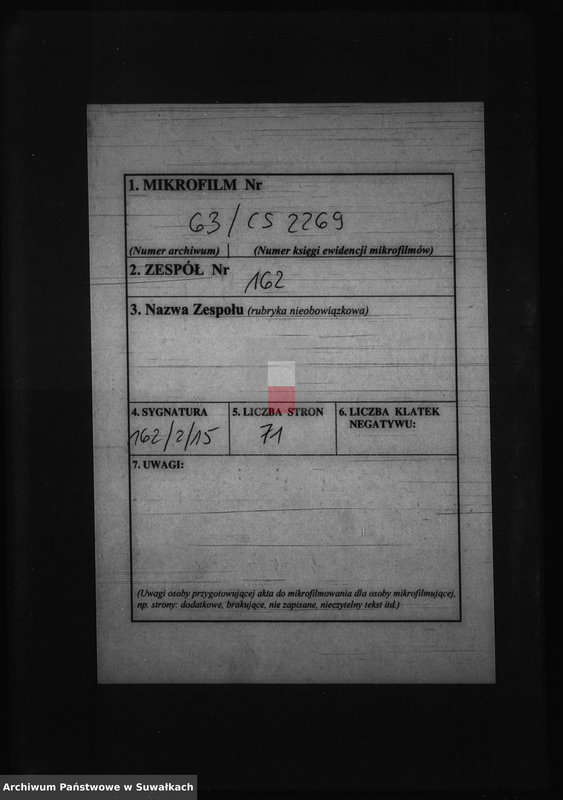 1. MIKROFILM Nr
63 / CS 2269
(Numer archiwum) (Numer księgi ewidencji mikrofilmów)
2. ZESPÓŁ Nr
162
3. Nazwa Zespołu (rubryka nieobowiązkowa)
4. SYGNATURA
162/2/15
5. LICZBA STRON
71
6. LICZBA KLATEK
NEGATYWU:
7. UWAGI:
(Uwagi osoby przygotowującej akta do mikrofilmowania dla osoby mikrofilmującej,
np. strony: dodatkowe, brakujące, nie zapisane, nieczytelny tekst itd.)
Archiwum Państwowe w Suwałkach